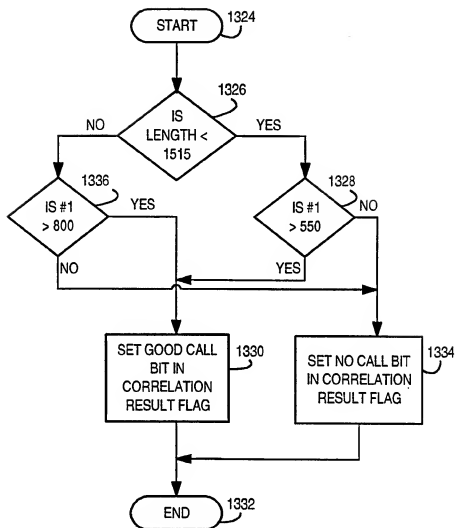 START
1324
IS
LENGTH <
1515
1326
NO
YES
IS #1
> 800
1336
YES
NO
IS #1
> 550
1328
NO
YES
SET GOOD CALL
BIT IN
CORRELATION
RESULT FLAG
1330
SET NO CALL BIT
IN CORRELATION
RESULT FLAG
1334
END
1332